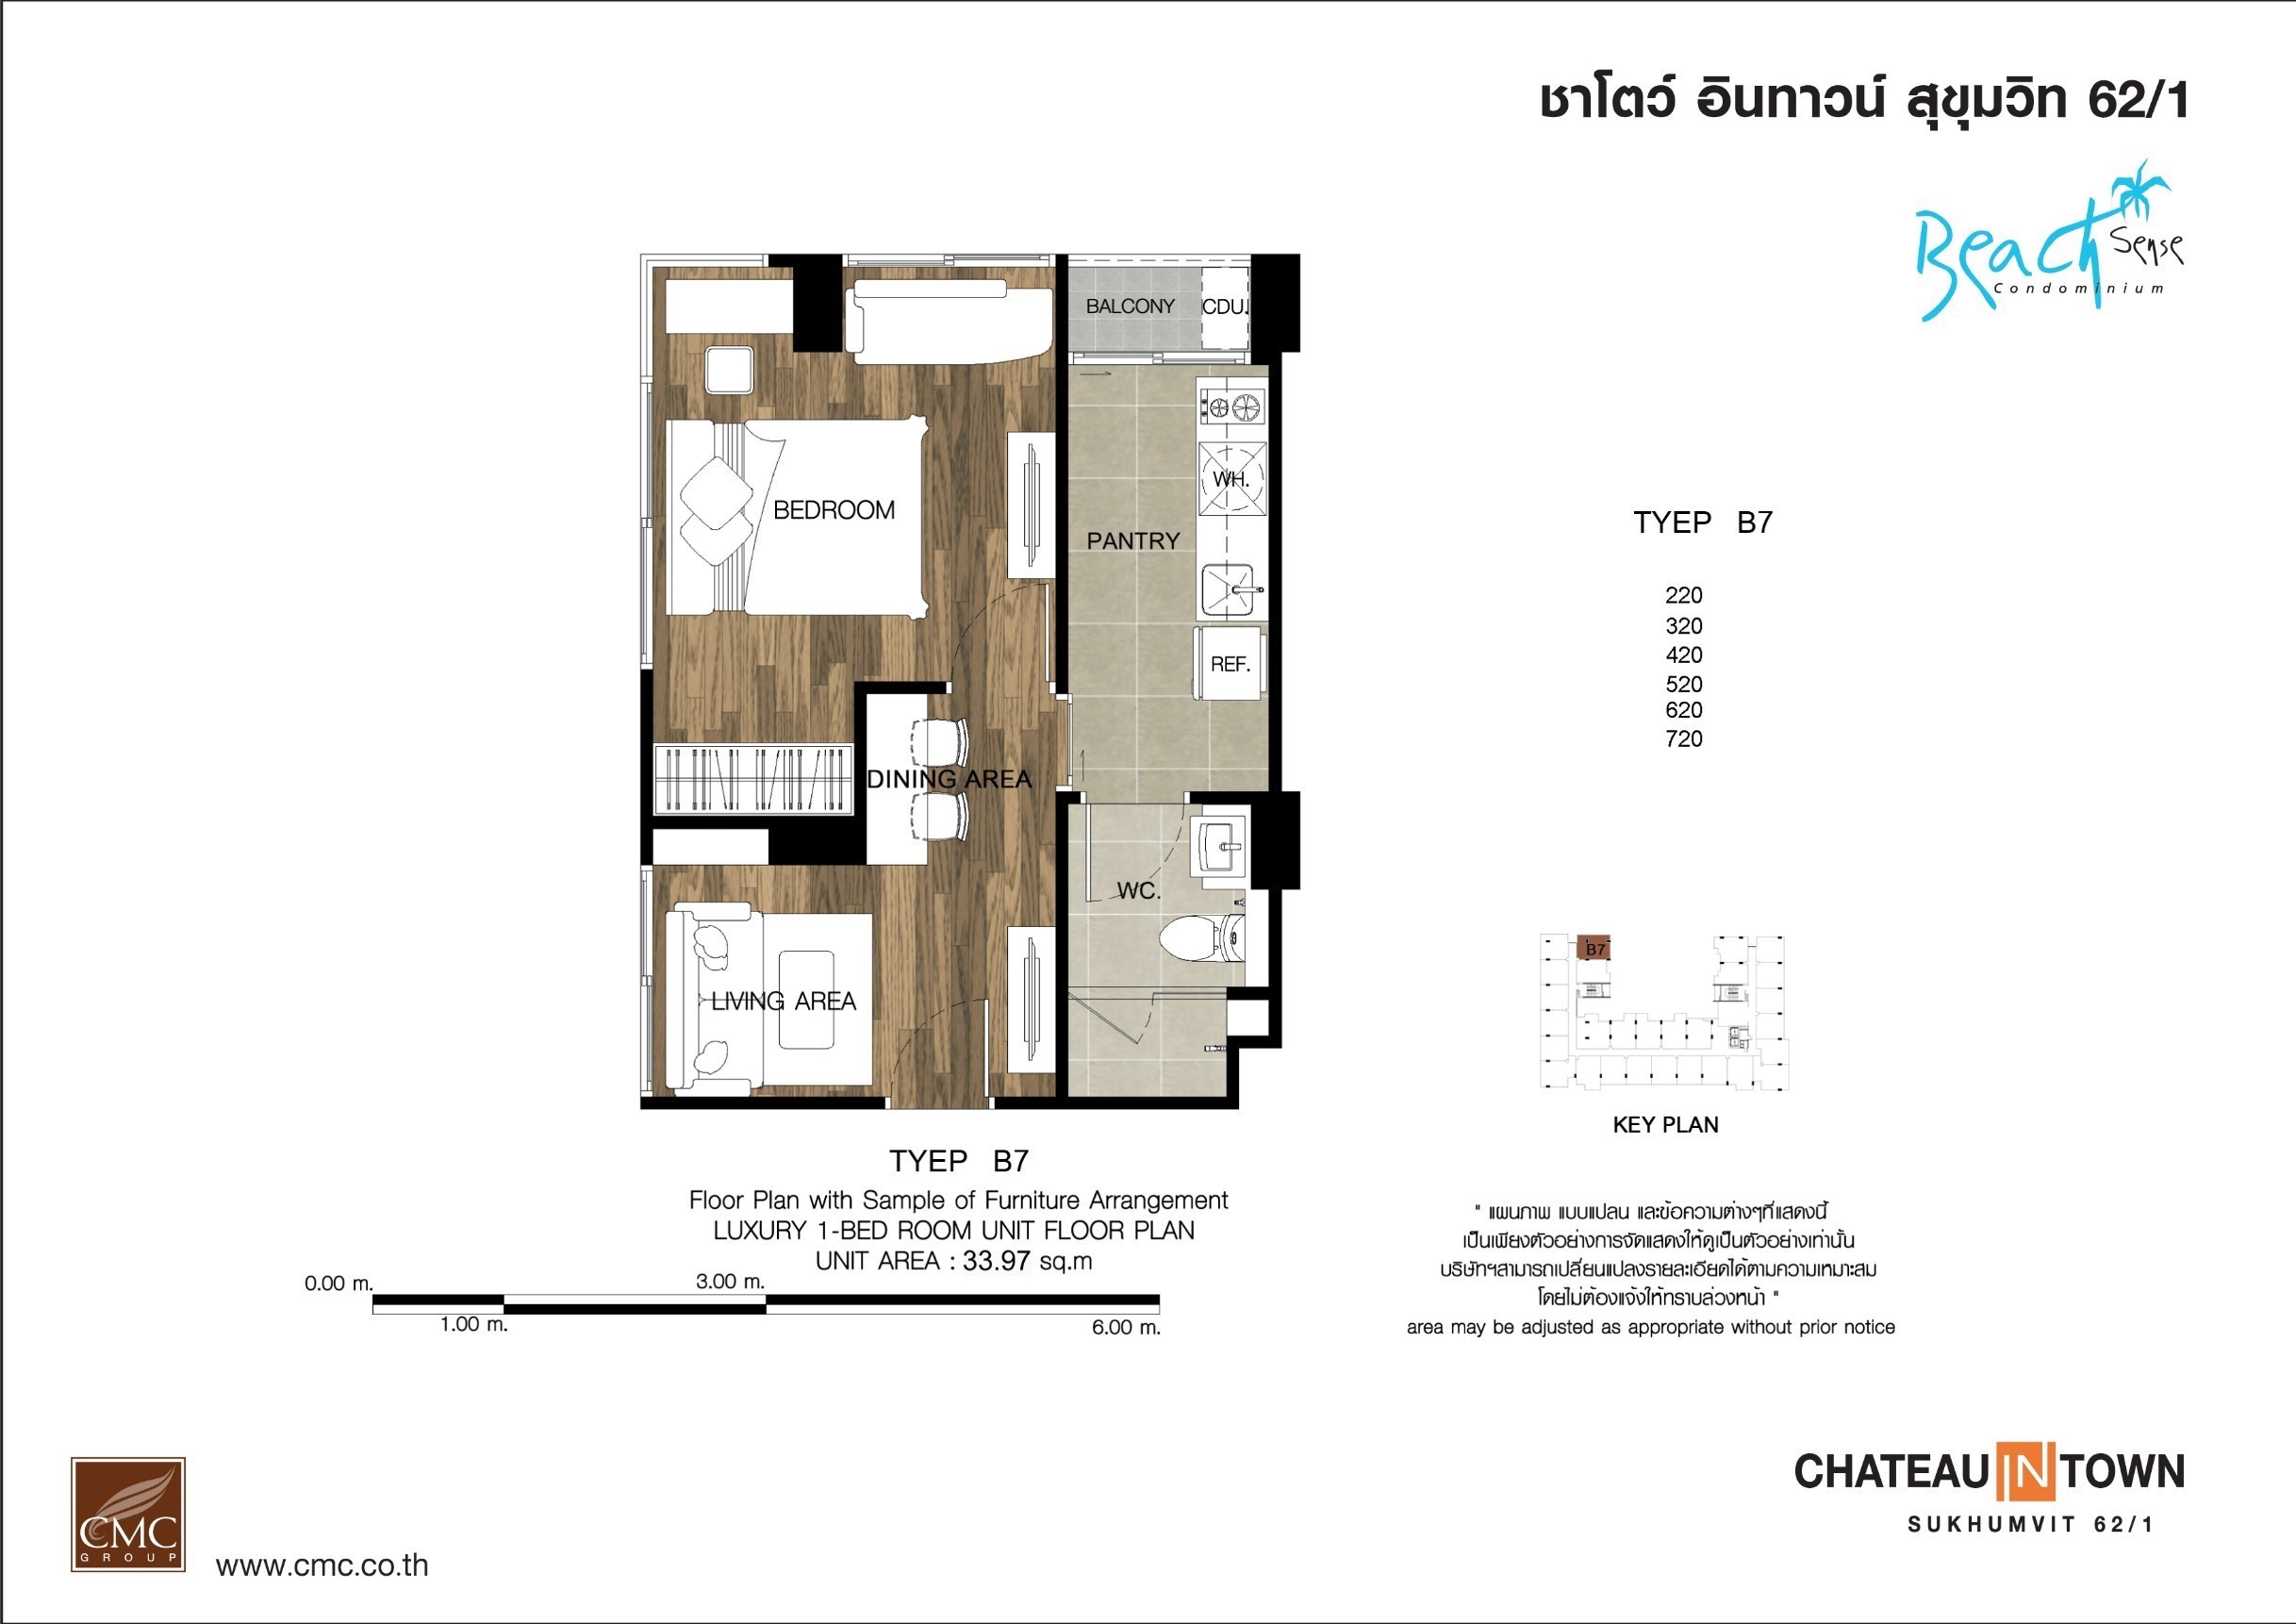 ชาโตว์ อินทาวน์ สุขุมวิท 62/1
Beach Sense
Condominium
BALCONY
CDU.
BEDROOM
WH.
PANTRY
REF.
DINING AREA
WC.
LIVING AREA
TYEP B7
220
320
420
520
620
720
B7
KEY PLAN
TYEP B7
Floor Plan with Sample of Furniture Arrangement
LUXURY 1-BED ROOM UNIT FLOOR PLAN
UNIT AREA : 33.97 sq.m
0.00 m.
3.00 m.
1.00 m.
6.00 m.
" แผนภาพ แบบแปลน และข้อความต่างๆที่แสดงนี้
เป็นเพียงตัวอย่างการจัดแสดงให้ดูเป็นตัวอย่างเท่านั้น
บริษัทฯสามารถเปลี่ยนแปลงรายละเอียดได้ตามความเหมาะสม
โดยไม่ต้องแจ้งให้ทราบล่วงหน้า "
area may be adjusted as appropriate without prior notice
CMC
GROUP
www.cmc.co.th
CHATEAU IN TOWN
SUKHUMVIT 62/1